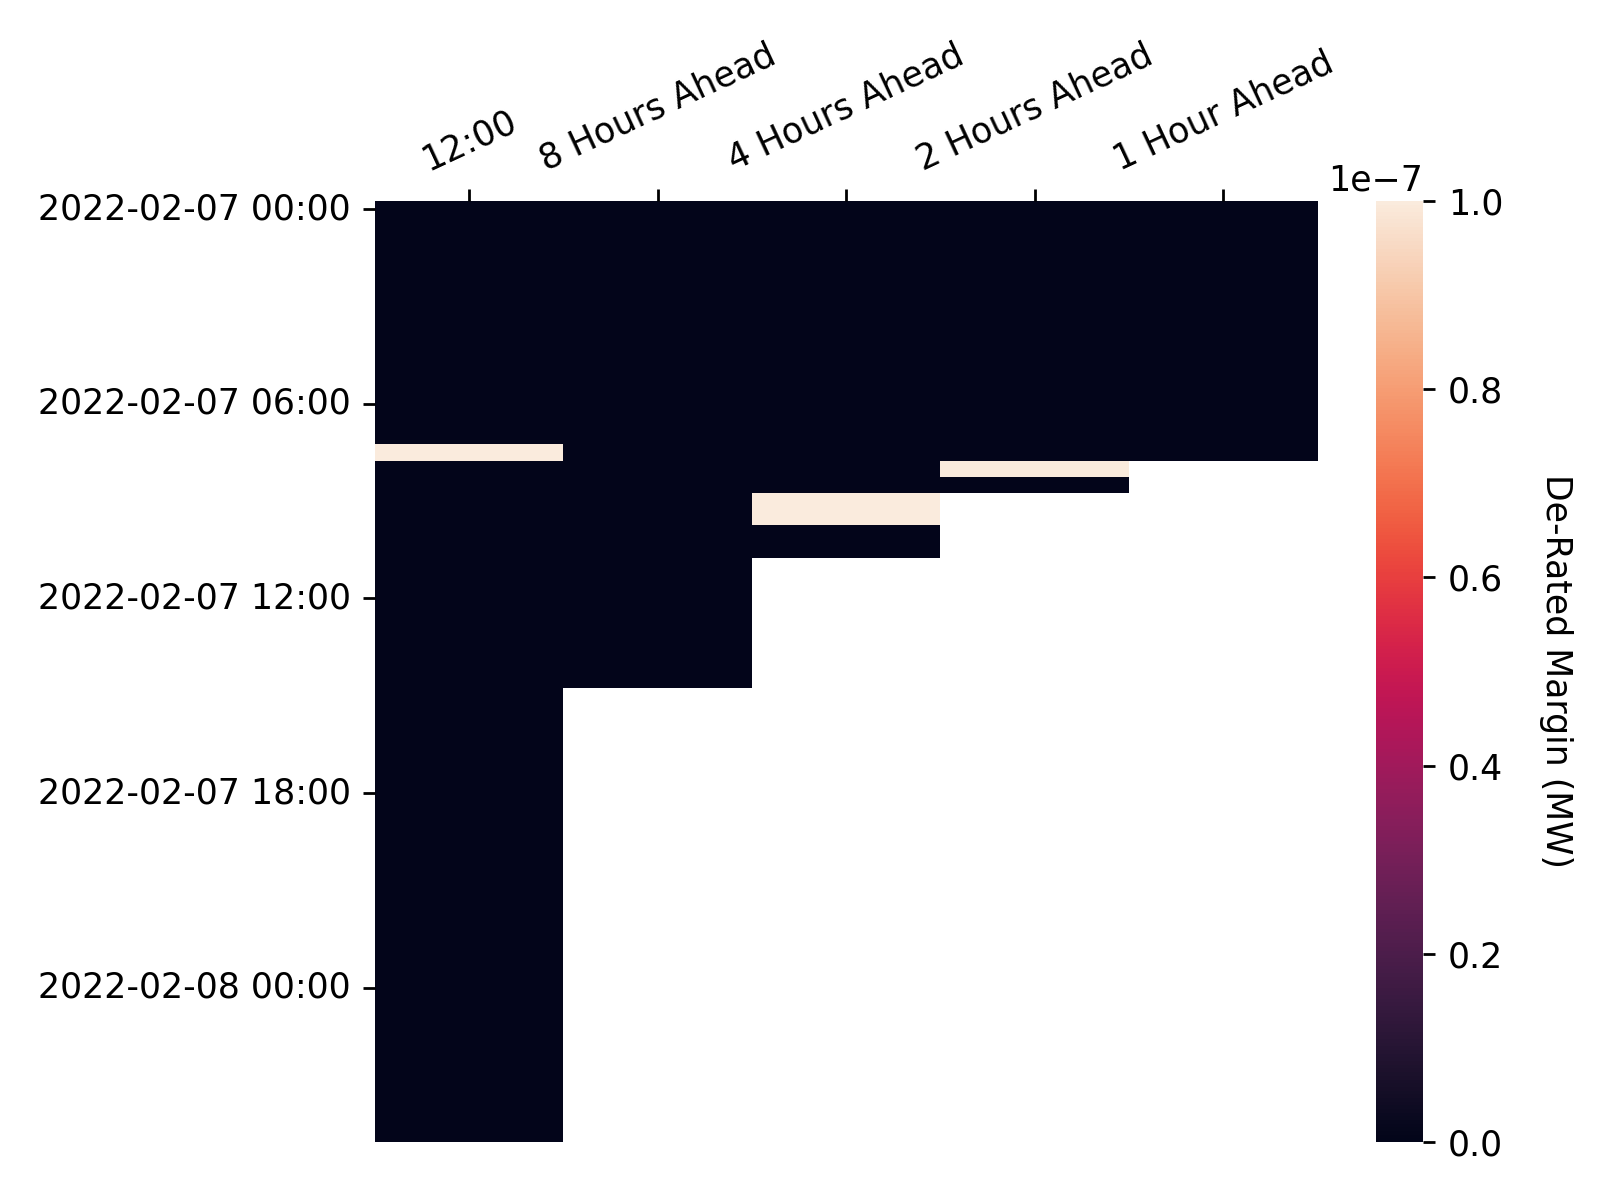 12:00
8 Hours Ahead
4 Hours Ahead
2 Hours Ahead
1 Hour Ahead
2022-02-07 00:00
2022-02-07 06:00
2022-02-07 12:00
2022-02-07 18:00
2022-02-08 00:00
1e−7
1.0
0.8
0.6
0.4
0.2
0.0
De-Rated Margin (MW)